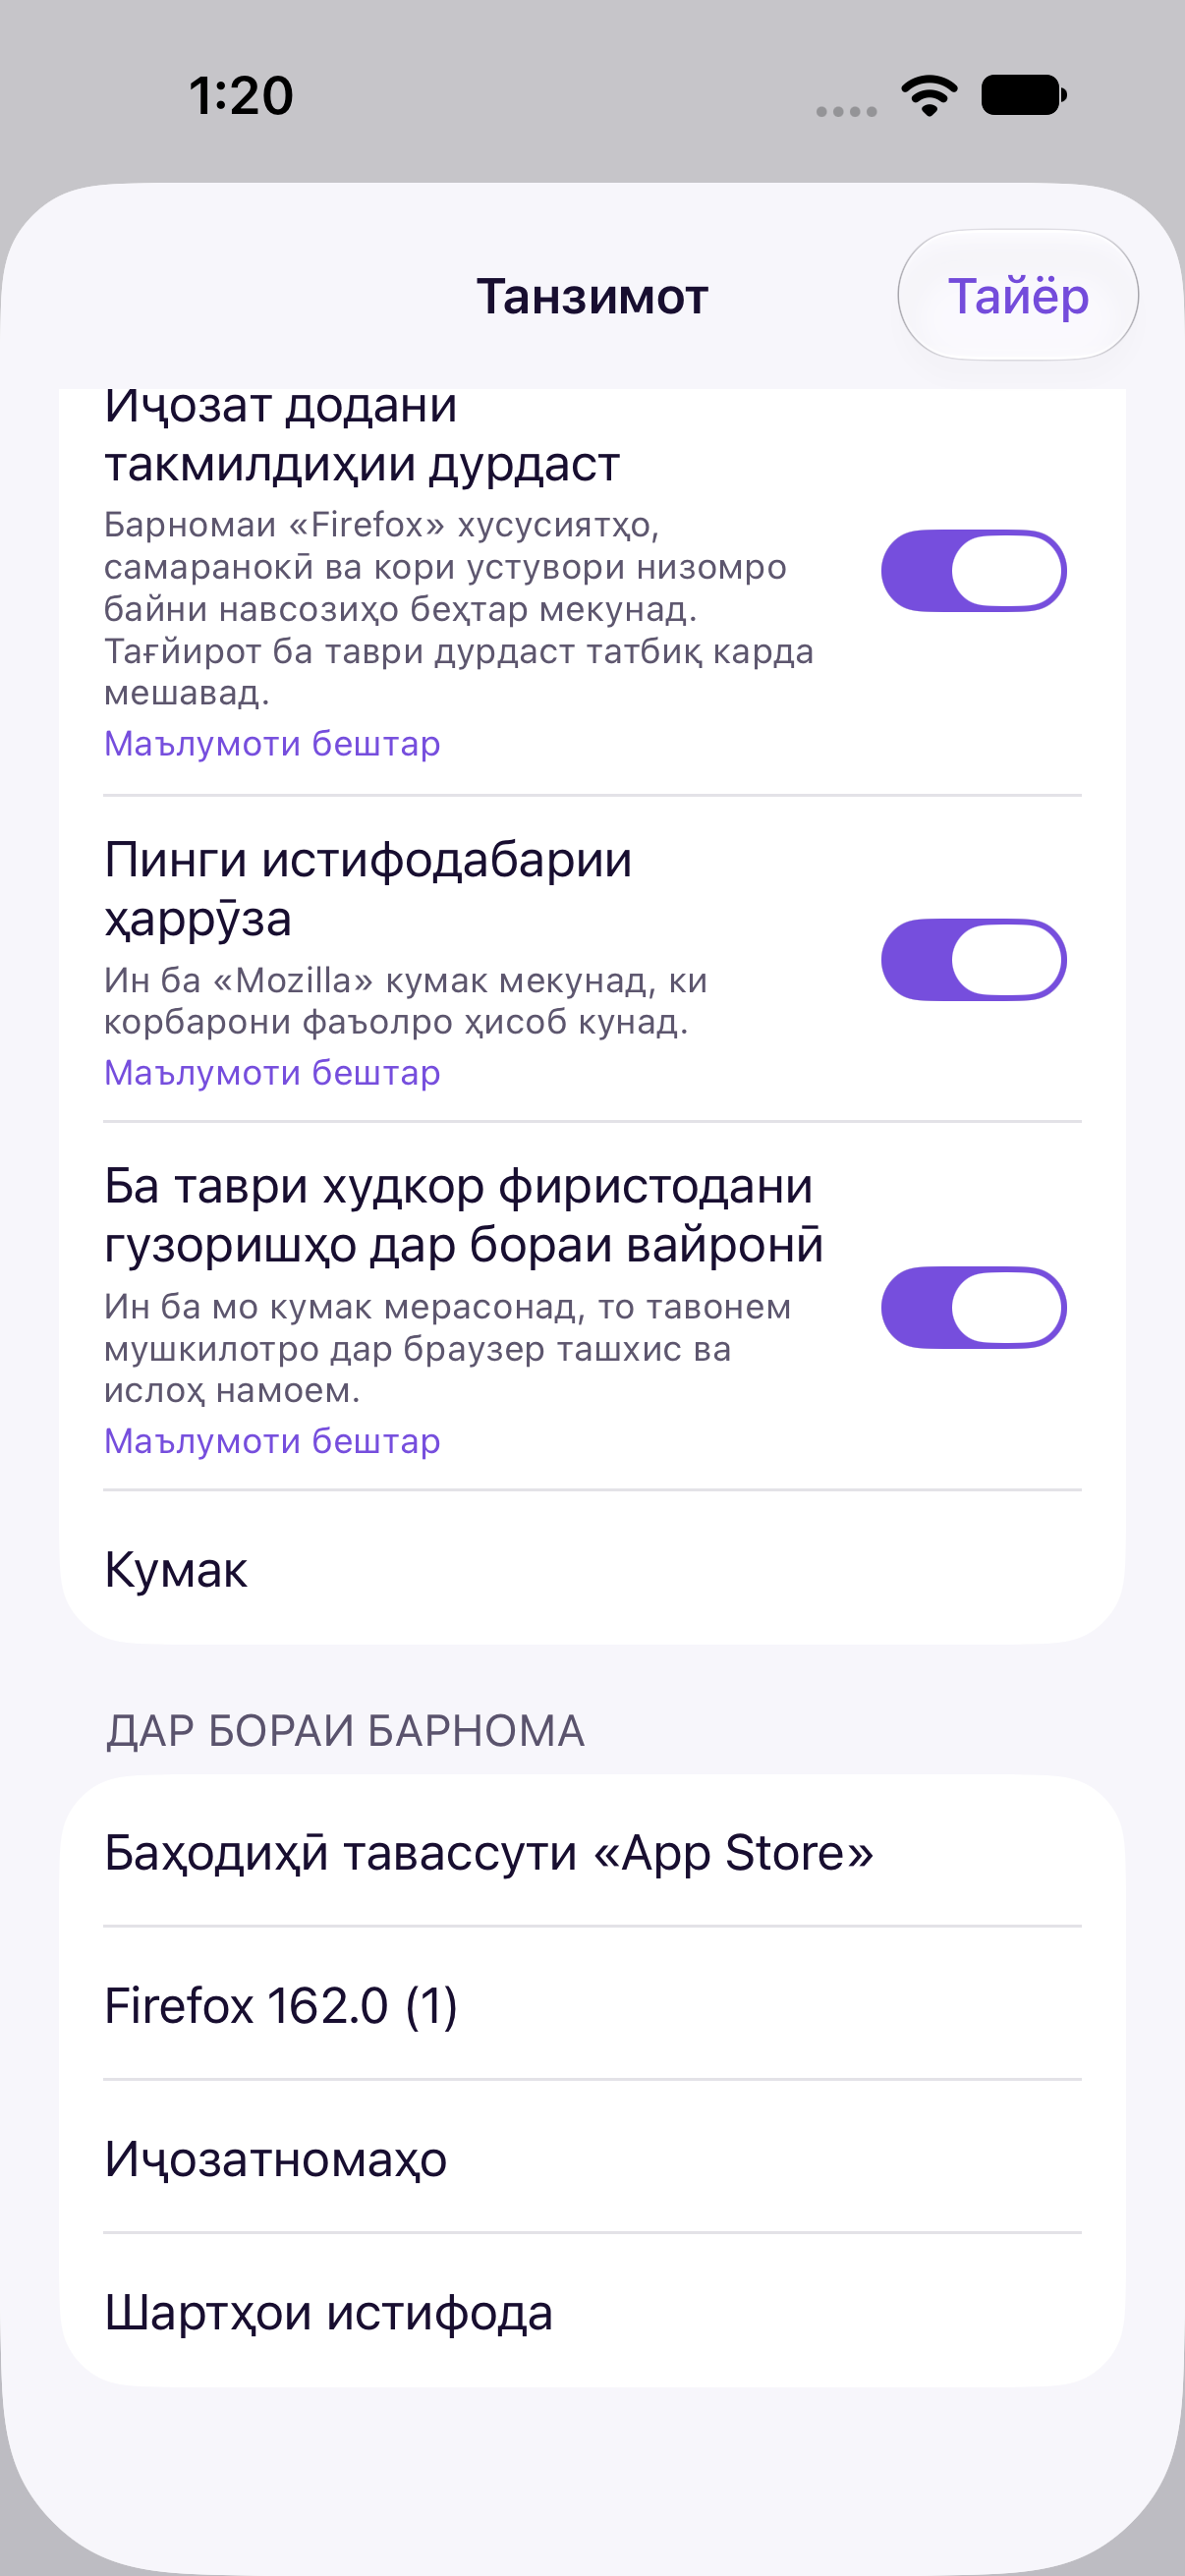 1:20
Танзимот
Тайёр
Иҷозат додани
такмилдиҳии дурдаст
Барномаи «Firefox» хусусиятҳо,
самаранокӣ ва кори устувори низомро
байни навсозиҳо беҳтар мекунад.
Тағйирот ба таври дурдаст татбиқ карда
мешавад.
Маълумоти бештар
Пинги истифодабарии
ҳаррӯза
Ин ба «Mozilla» кумак мекунад, ки
корбарони фаъолро ҳисоб кунад.
Маълумоти бештар
Ба таври худкор фиристодани
гузоришҳо дар бораи вайронӣ
Ин ба мо кумак мерасонад, то тавонем
мушкилотро дар браузер ташхис ва
ислоҳ намоем.
Маълумоти бештар
Кумак
ДАР БОРАИ БАРНОМА
Баҳодиҳӣ тавассути «App Store»
Firefox 162.0 (1)
Иҷозатномаҳо
Шартҳои истифода